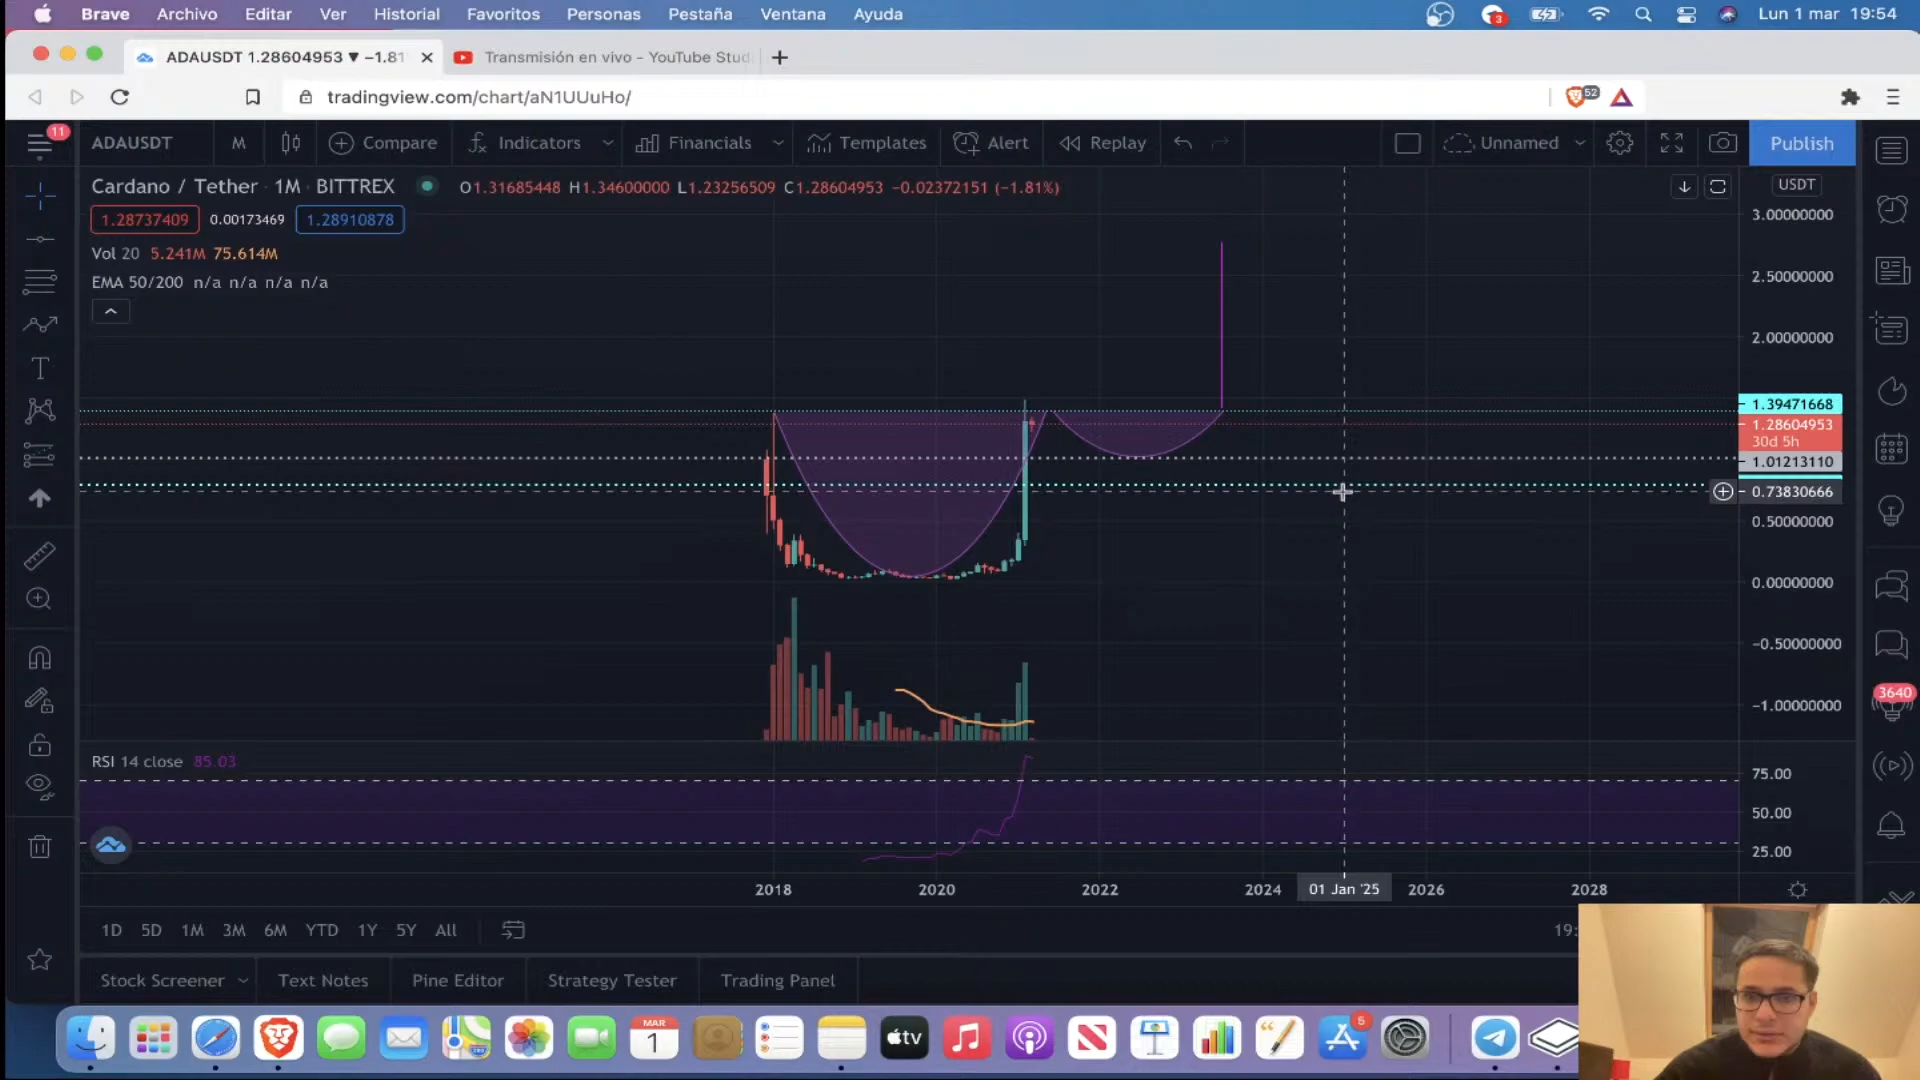 Brave Archivo Editar Ver Historial Favoritos Personas Pestaña Ventana Ayuda 3 Lun 1 mar 19:54
ADAUSDT 1.28604953 ▼ −1.81 Transmisión en vivo - YouTube Stud
tradingview.com/chart/aN1UUuHo/ 52
11 ADAUSDT M Compare Indicators Financials Templates Alert Replay Unnamed Publish
Cardano / Tether · 1M · BITTREX O1.31685448 H1.34600000 L1.23256509 C1.28604953 −0.02372151 (−1.81%) USDT
1.28737409 0.00173469 1.28910878
Vol 20 5.241M 75.614M
EMA 50/200 n/a n/a n/a n/a
3.00000000
2.50000000
2.00000000
1.39471668
1.28604953
30d 5h
1.01213110
0.73830666
0.50000000
0.00000000
−0.50000000
−1.00000000
3640
RSI 14 close 85.03
75.00
50.00
25.00
2018 2020 2022 2024 01 Jan '25 2026 2028
1D 5D 1M 3M 6M YTD 1Y 5Y All 19:
Stock Screener Text Notes Pine Editor Strategy Tester Trading Panel
MAR
1
tv
5